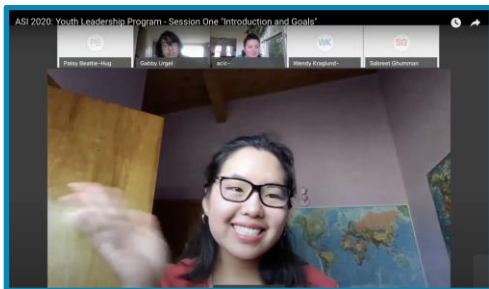 ASI 2020: Youth Leadership Program - Session One "Introduction and Goals"
PB
WK
SG
Patsy Beattie-Hug
Gabby Urgel
acic-
Wendy Kraglund-
Sabreet Ghumman